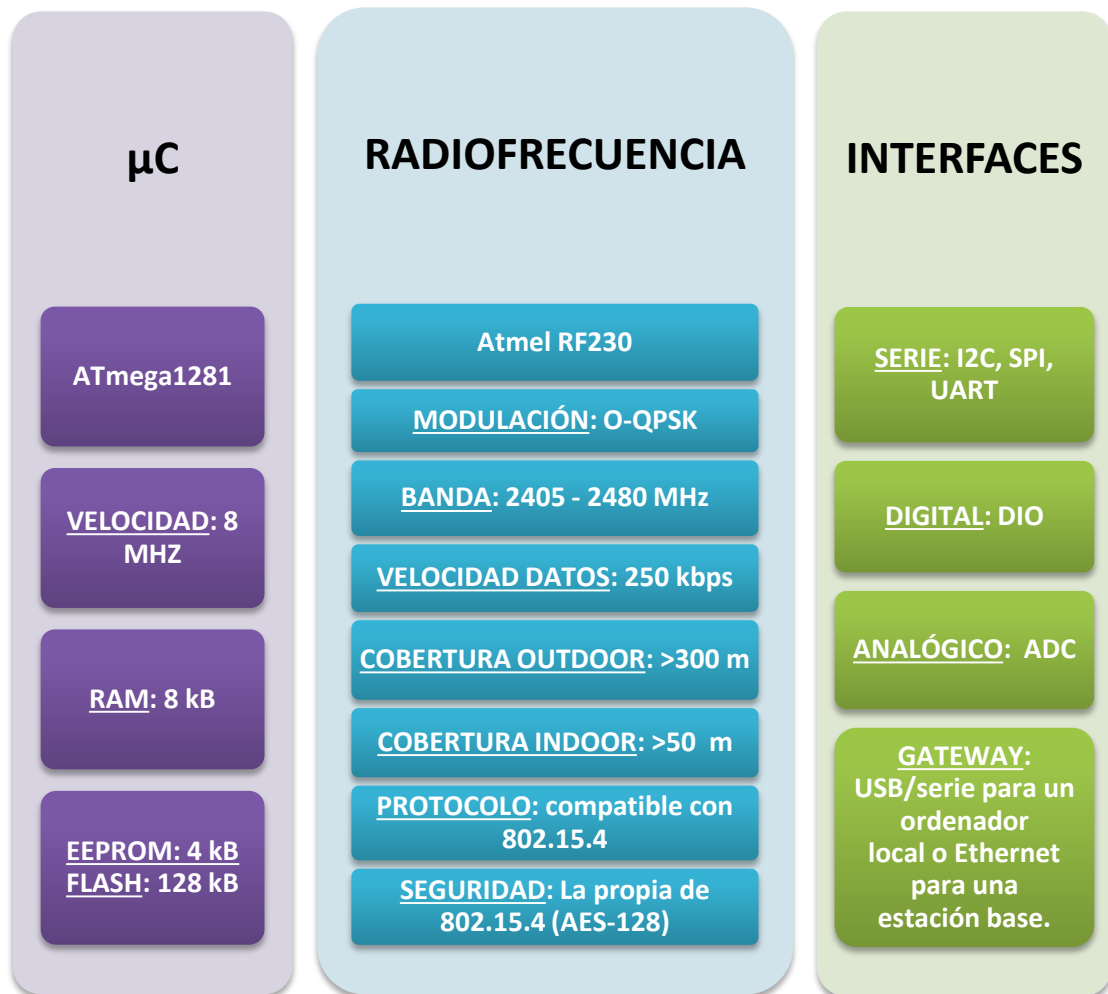 µC
ATmega1281
VELOCIDAD: 8
MHZ
RAM: 8 kB
EEPROM: 4 kB
FLASH: 128 kB
RADIOFRECUENCIA
Atmel RF230
MODULACIÓN: O-QPSK
BANDA: 2405 - 2480 MHz
VELOCIDAD DATOS: 250 kbps
COBERTURA OUTDOOR: >300 m
COBERTURA INDOOR: >50 m
PROTOCOLO: compatible con
802.15.4
SEGURIDAD: La propia de
802.15.4 (AES-128)
INTERFACES
SERIE: I2C, SPI,
UART
DIGITAL: DIO
ANALÓGICO: ADC
GATEWAY:
USB/serie para un
ordenador
local o Ethernet
para una
estación base.